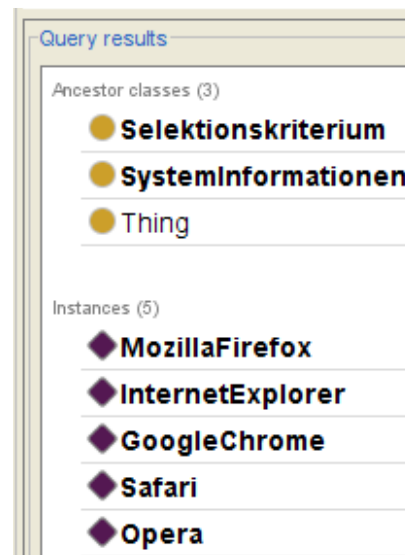 Query results
Ancestor classes (3)
Selektionskriterium
SystemInformationen
Thing
Instances (5)
MozillaFirefox
InternetExplorer
GoogleChrome
Safari
Opera